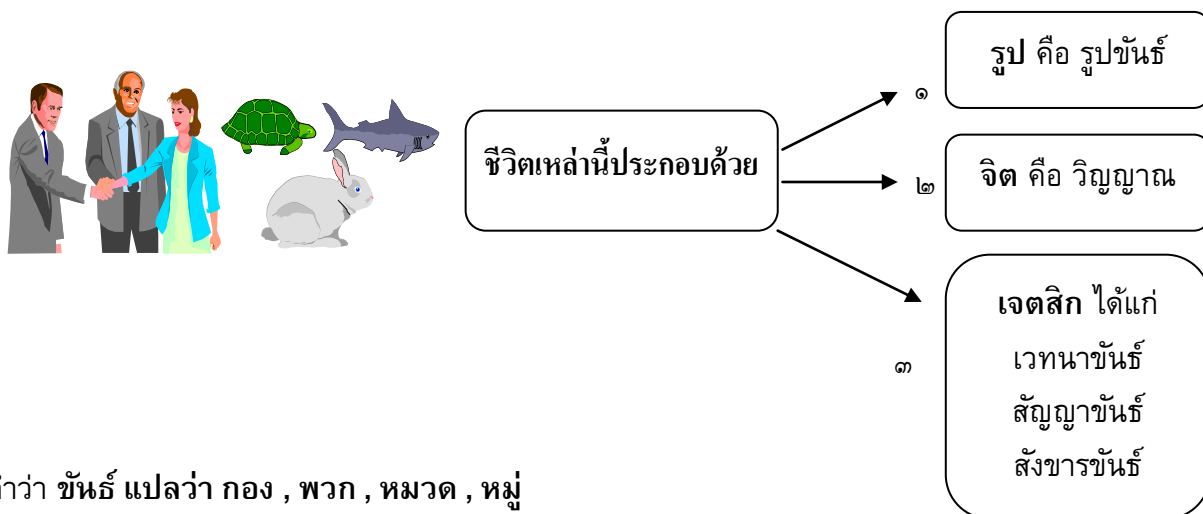 ชีวิตเหล่านี้ประกอบด้วย
๑
รูป คือ รูปขันธ์
๒
จิต คือ วิญญาณ
๓
เจตสิก ได้แก่
เวทนาขันธ์
สัญญาขันธ์
สังขารขันธ์
ขันธ์ แปลว่า กอง , พวก , หมวด , หมู่